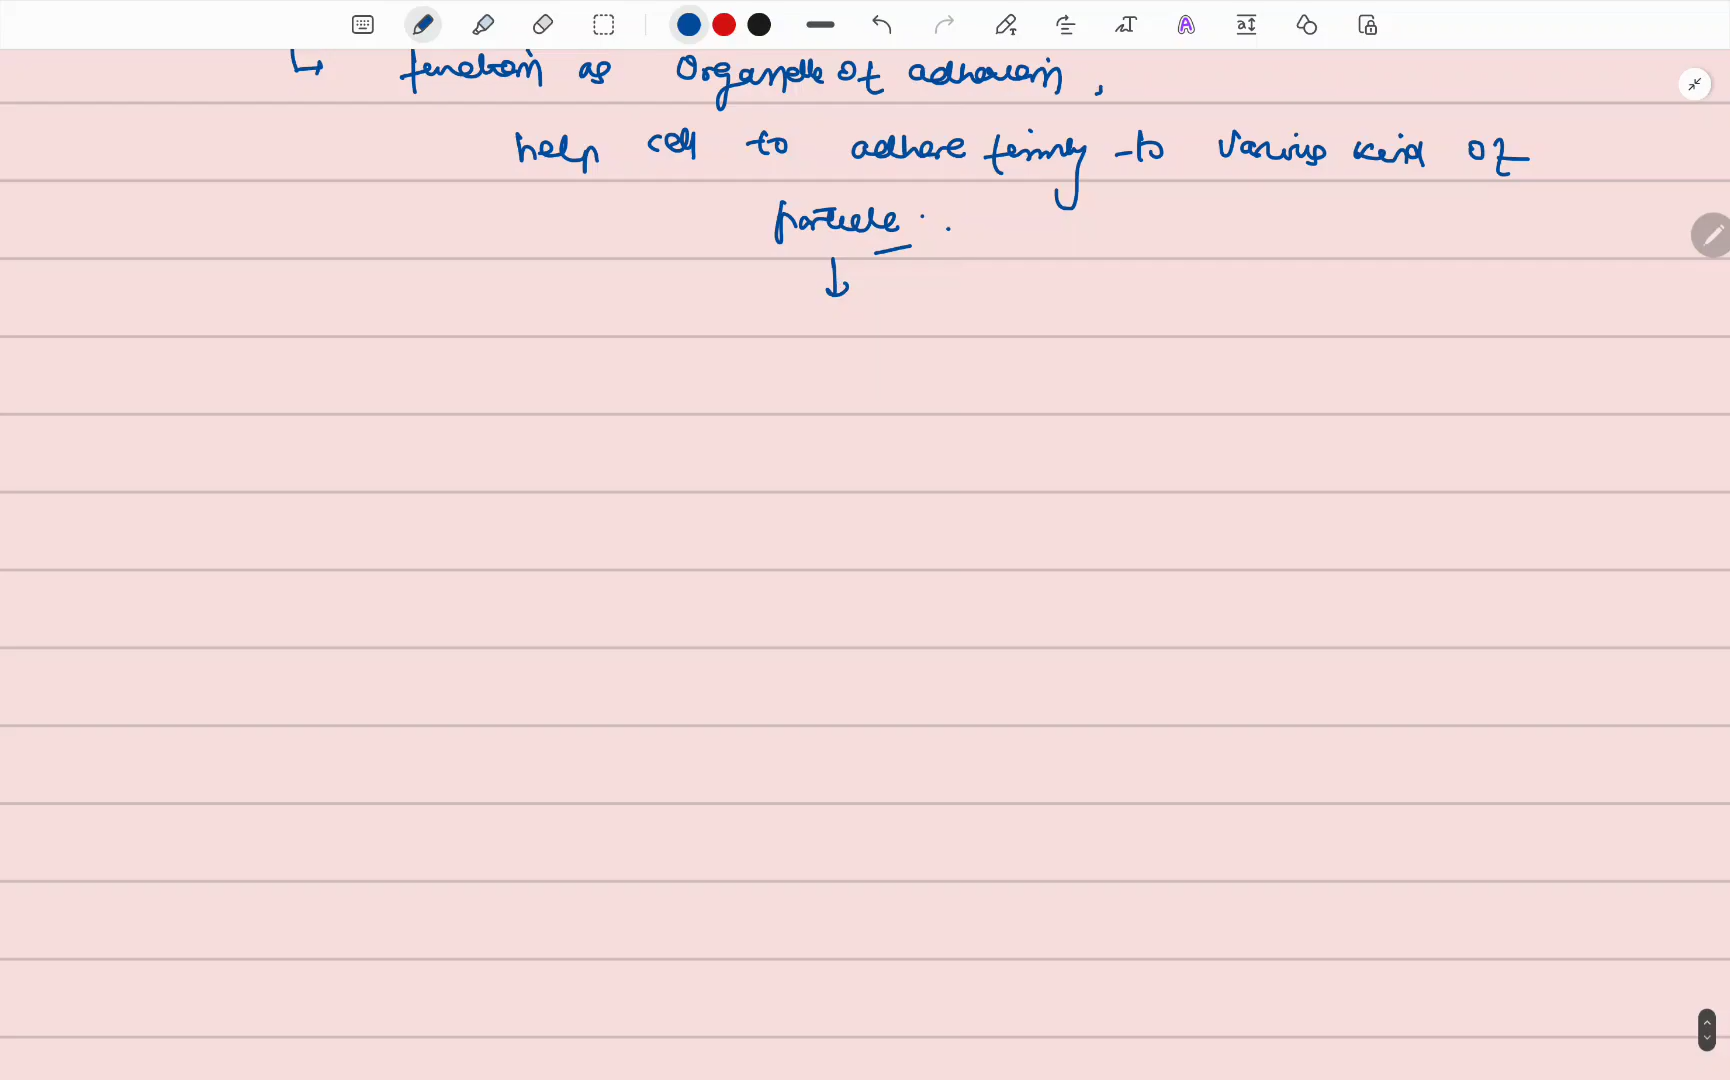 ↳ function as Organelle of adhesion,
help cell to adhere firmly to various kind of
particle ..
↓